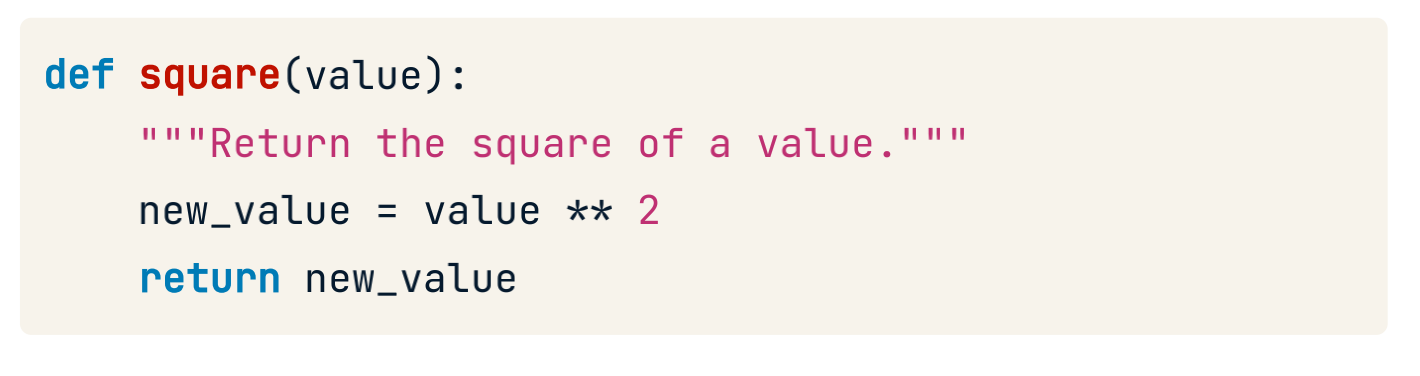 def square(value):
    """Return the square of a value."""
    new_value = value ** 2
    return new_value